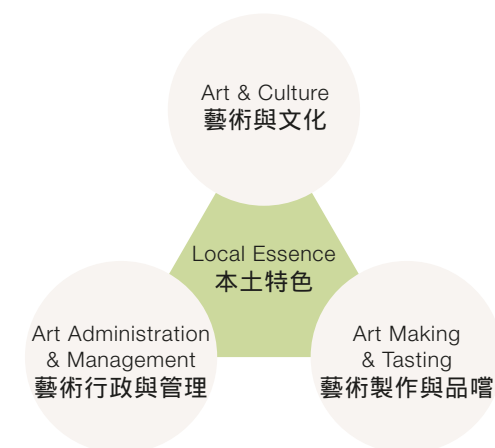 Art & Culture
藝術與文化
Local Essence
本土特色
Art Administration
& Management
藝術行政與管理
Art Making
& Tasting
藝術製作與品嚐